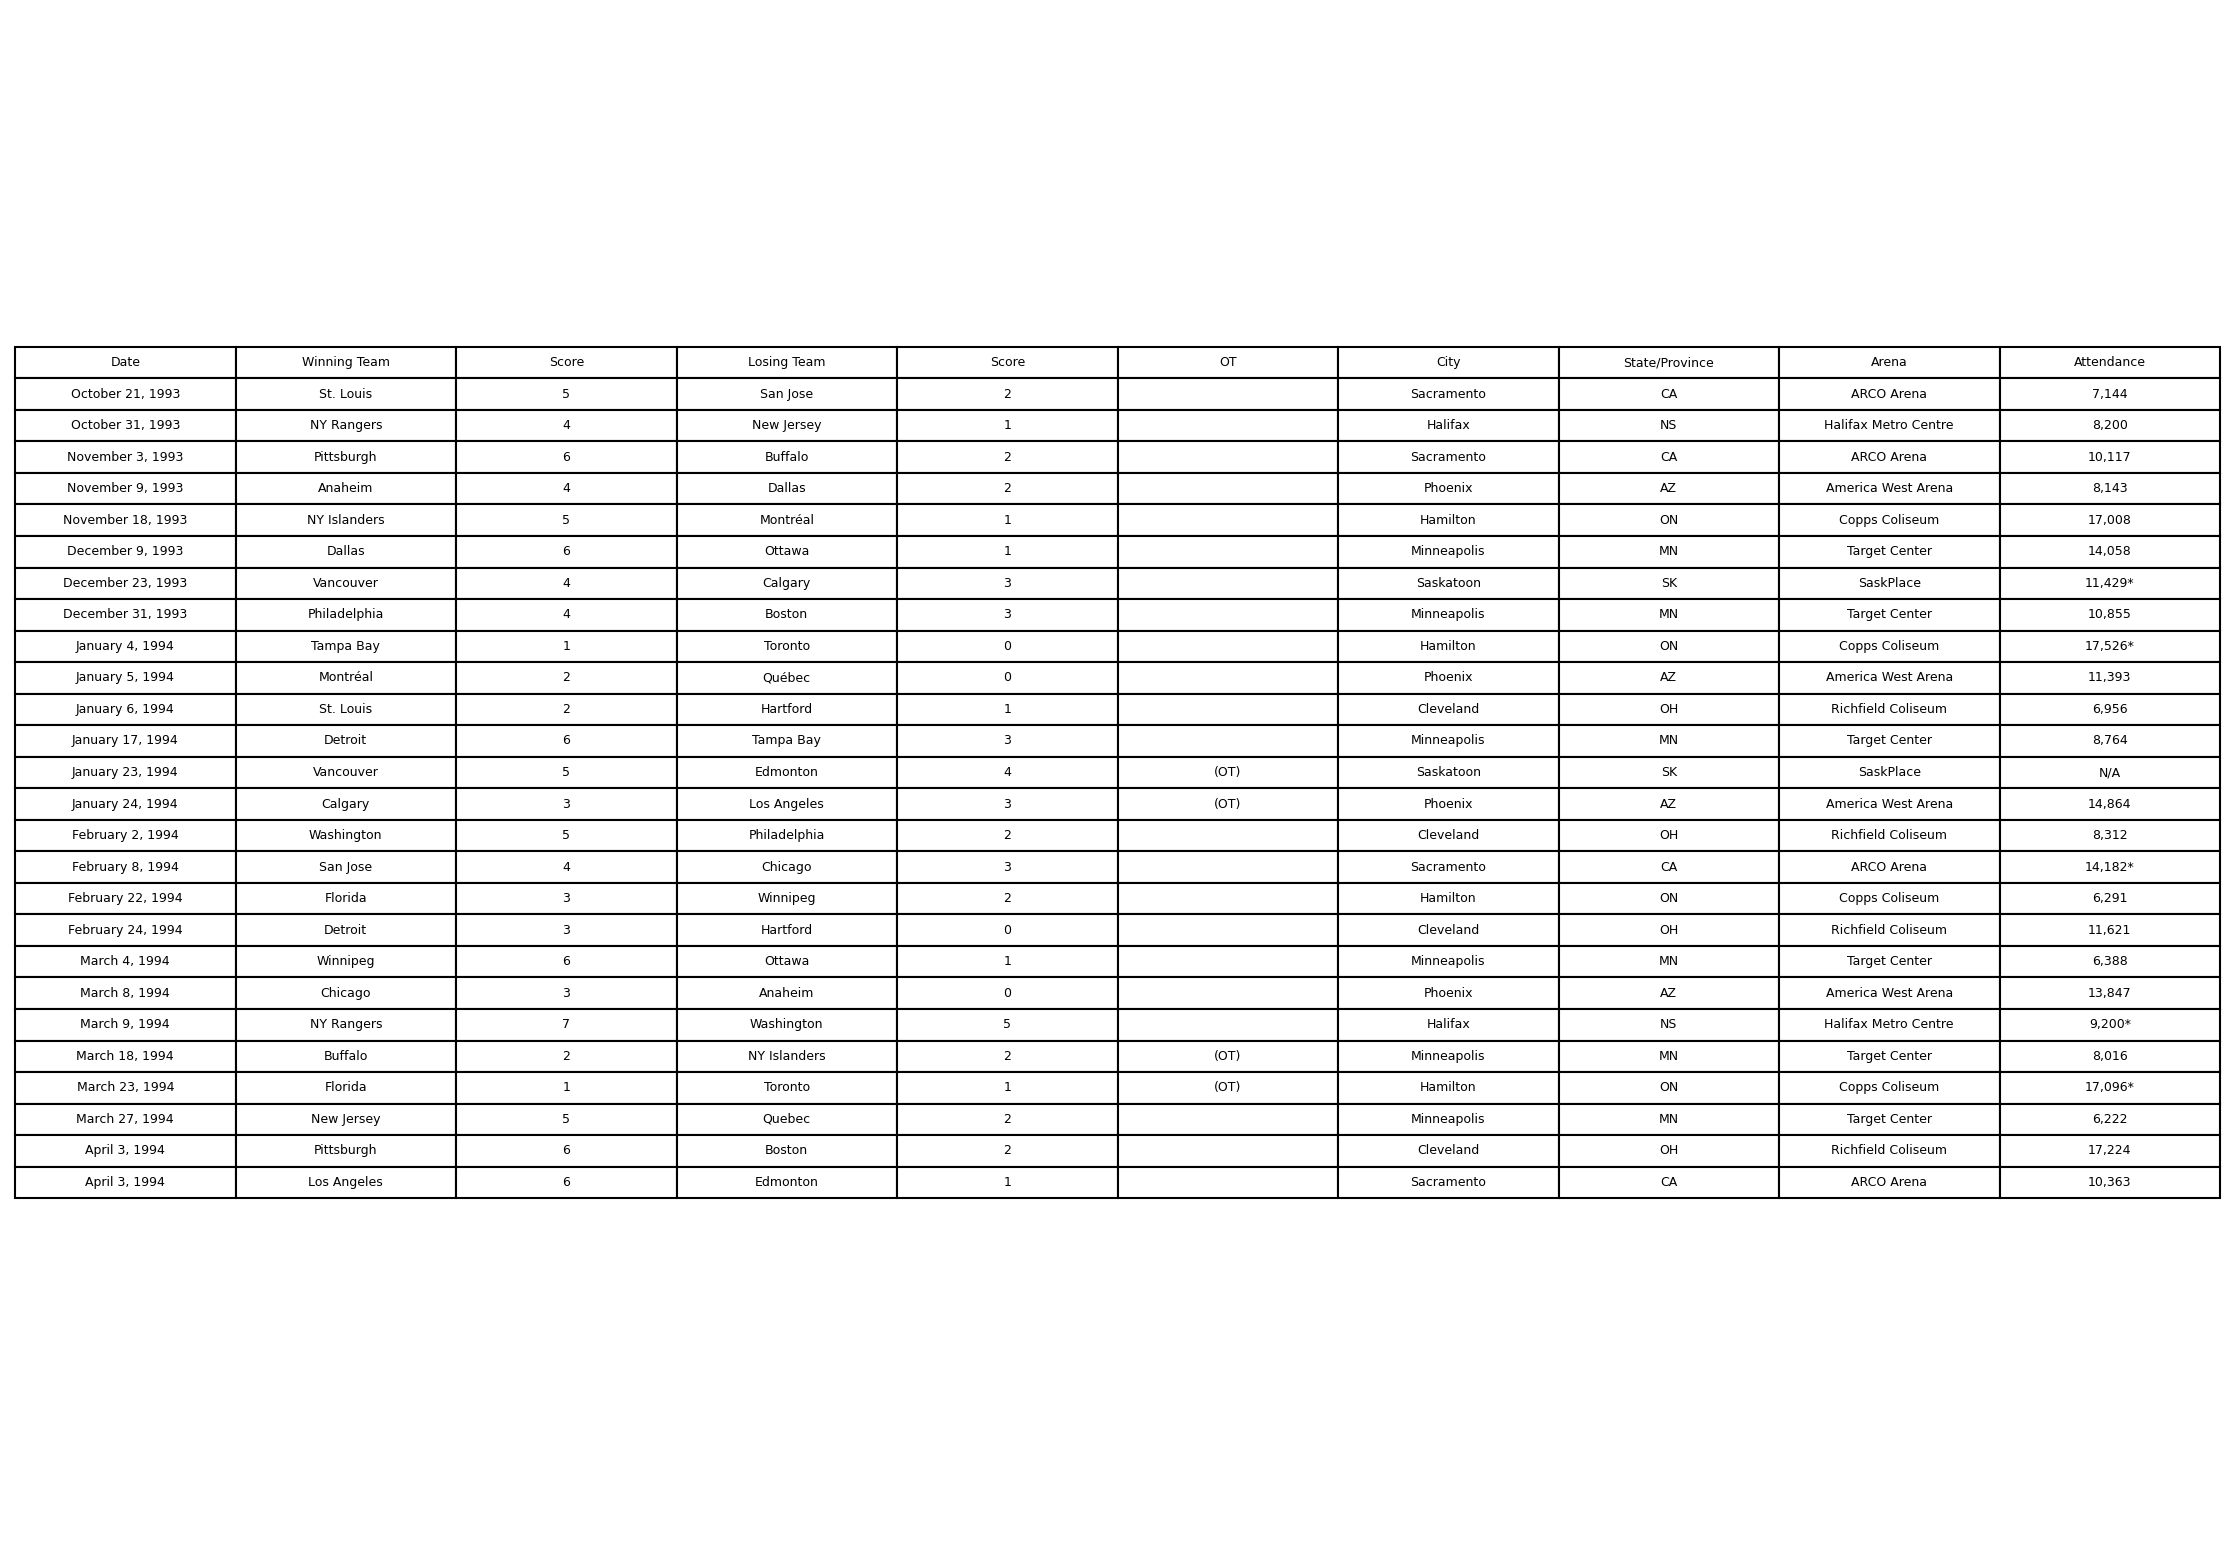 Date Winning Team Score Losing Team Score OT City State/Province Arena Attendance
October 21, 1993 St. Louis 5 San Jose 2 Sacramento CA ARCO Arena 7,144
October 31, 1993 NY Rangers 4 New Jersey 1 Halifax NS Halifax Metro Centre 8,200
November 3, 1993 Pittsburgh 6 Buffalo 2 Sacramento CA ARCO Arena 10,117
November 9, 1993 Anaheim 4 Dallas 2 Phoenix AZ America West Arena 8,143
November 18, 1993 NY Islanders 5 Montréal 1 Hamilton ON Copps Coliseum 17,008
December 9, 1993 Dallas 6 Ottawa 1 Minneapolis MN Target Center 14,058
December 23, 1993 Vancouver 4 Calgary 3 Saskatoon SK SaskPlace 11,429*
December 31, 1993 Philadelphia 4 Boston 3 Minneapolis MN Target Center 10,855
January 4, 1994 Tampa Bay 1 Toronto 0 Hamilton ON Copps Coliseum 17,526*
January 5, 1994 Montréal 2 Québec 0 Phoenix AZ America West Arena 11,393
January 6, 1994 St. Louis 2 Hartford 1 Cleveland OH Richfield Coliseum 6,956
January 17, 1994 Detroit 6 Tampa Bay 3 Minneapolis MN Target Center 8,764
January 23, 1994 Vancouver 5 Edmonton 4 (OT) Saskatoon SK SaskPlace N/A
January 24, 1994 Calgary 3 Los Angeles 3 (OT) Phoenix AZ America West Arena 14,864
February 2, 1994 Washington 5 Philadelphia 2 Cleveland OH Richfield Coliseum 8,312
February 8, 1994 San Jose 4 Chicago 3 Sacramento CA ARCO Arena 14,182*
February 22, 1994 Florida 3 Winnipeg 2 Hamilton ON Copps Coliseum 6,291
February 24, 1994 Detroit 3 Hartford 0 Cleveland OH Richfield Coliseum 11,621
March 4, 1994 Winnipeg 6 Ottawa 1 Minneapolis MN Target Center 6,388
March 8, 1994 Chicago 3 Anaheim 0 Phoenix AZ America West Arena 13,847
March 9, 1994 NY Rangers 7 Washington 5 Halifax NS Halifax Metro Centre 9,200*
March 18, 1994 Buffalo 2 NY Islanders 2 (OT) Minneapolis MN Target Center 8,016
March 23, 1994 Florida 1 Toronto 1 (OT) Hamilton ON Copps Coliseum 17,096*
March 27, 1994 New Jersey 5 Quebec 2 Minneapolis MN Target Center 6,222
April 3, 1994 Pittsburgh 6 Boston 2 Cleveland OH Richfield Coliseum 17,224
April 3, 1994 Los Angeles 6 Edmonton 1 Sacramento CA ARCO Arena 10,363